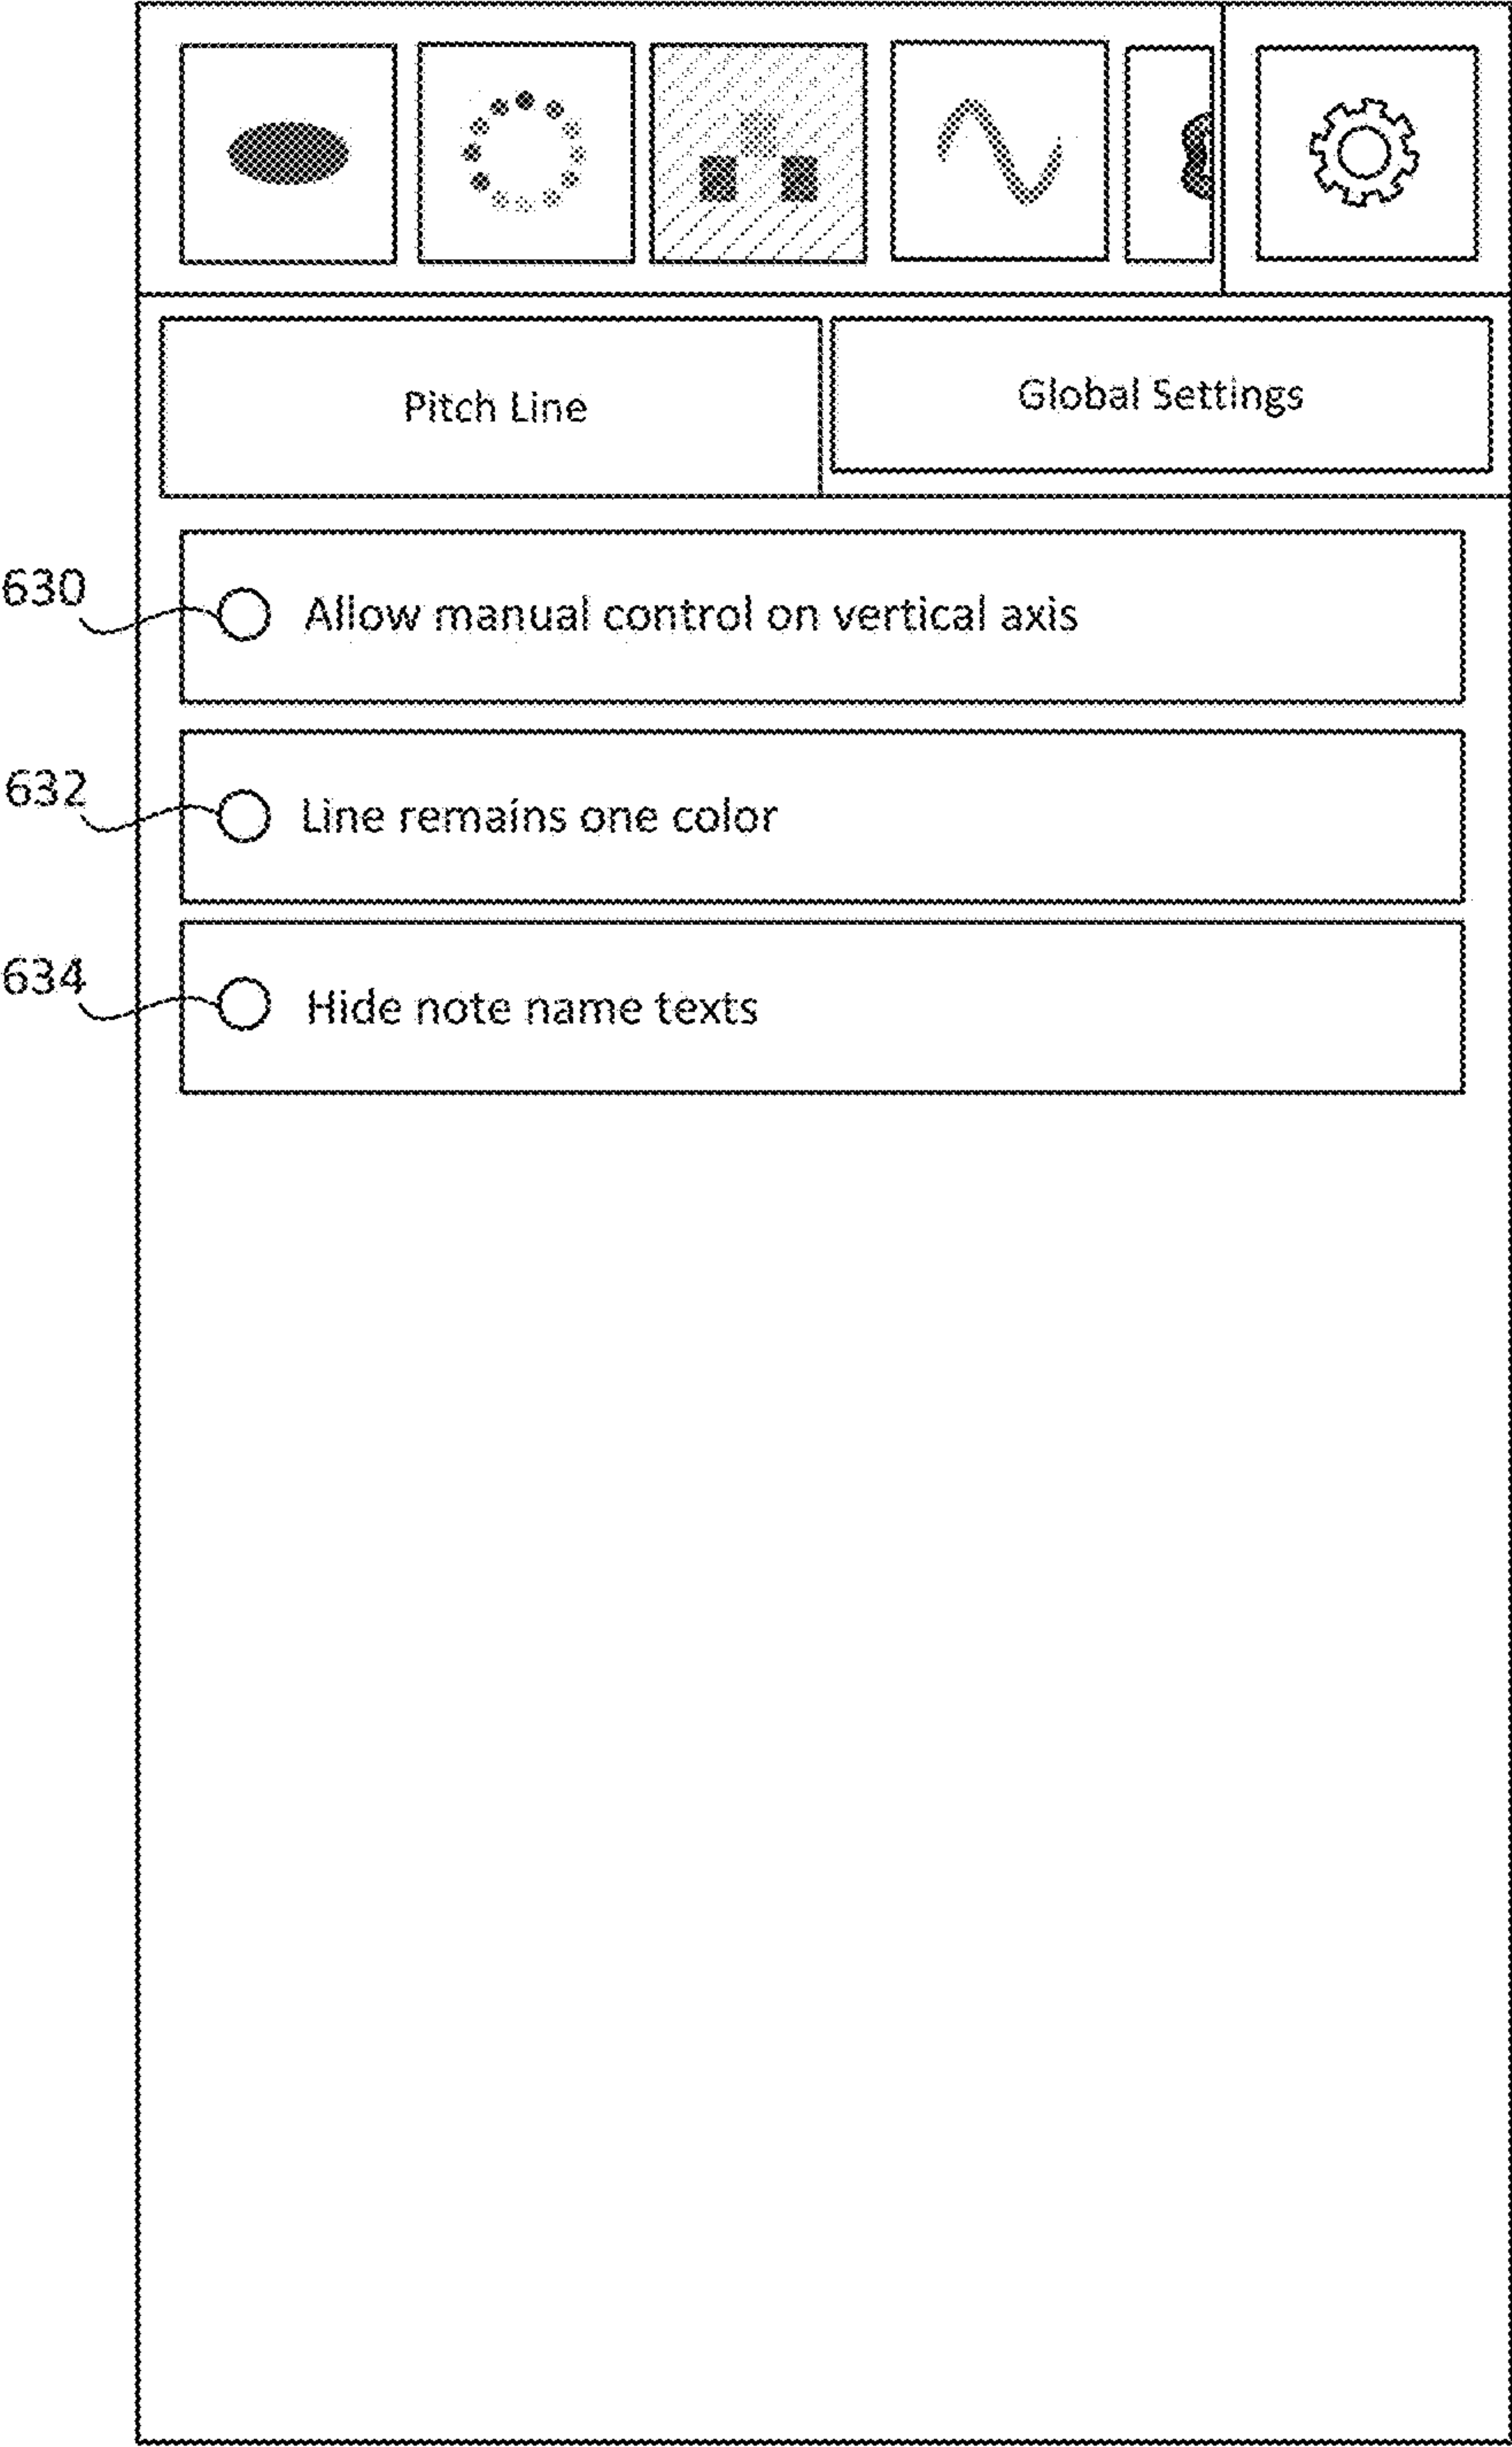 Pitch Line
Global Settings
630
Allow manual control on vertical axis
632
Line remains one color
634
Hide note name texts